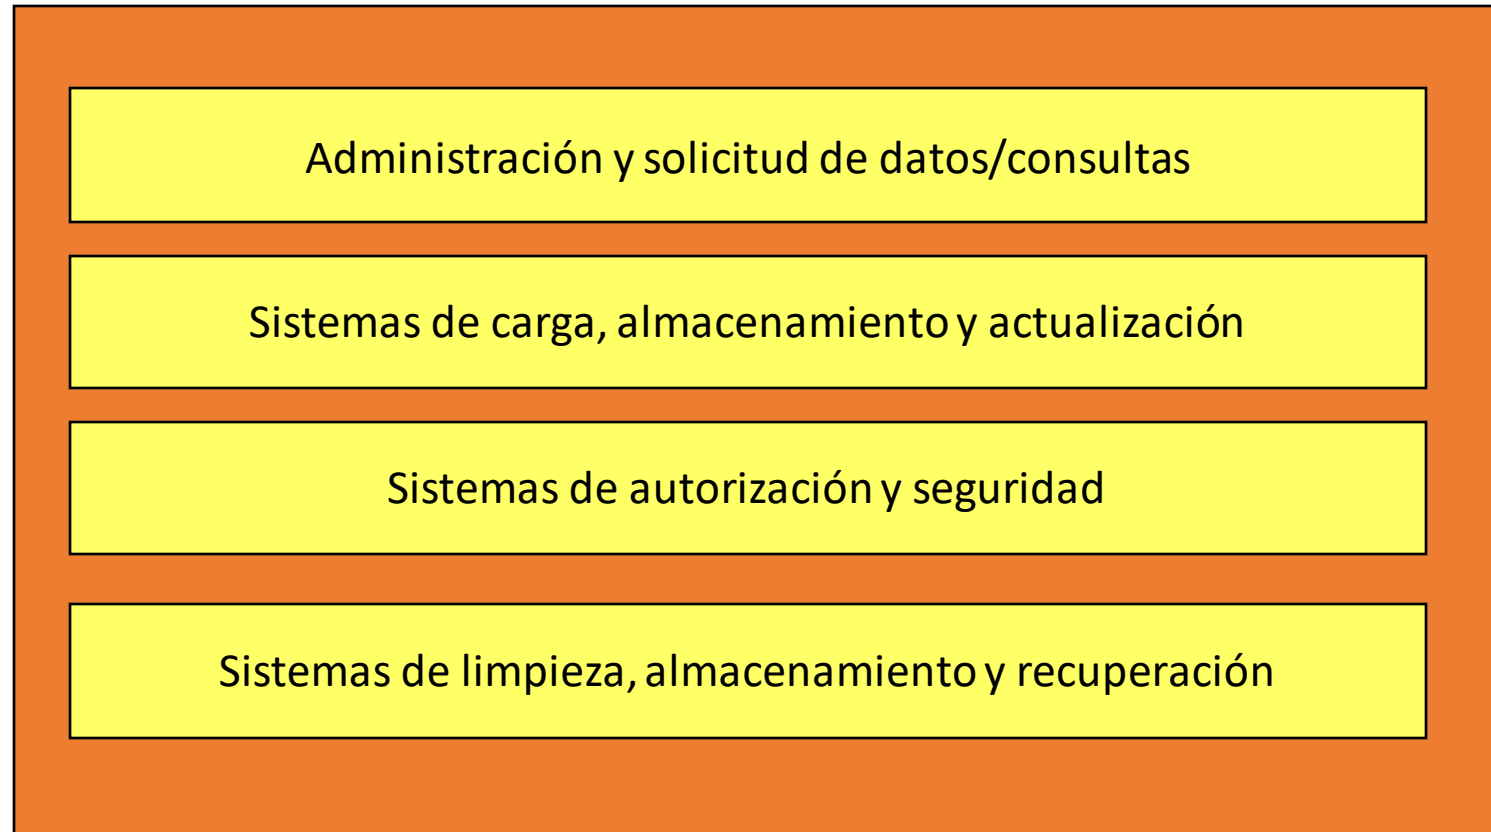 Administración y solicitud de datos/consultas
Sistemas de carga, almacenamiento y actualización
Sistemas de autorización y seguridad
Sistemas de limpieza, almacenamiento y recuperación